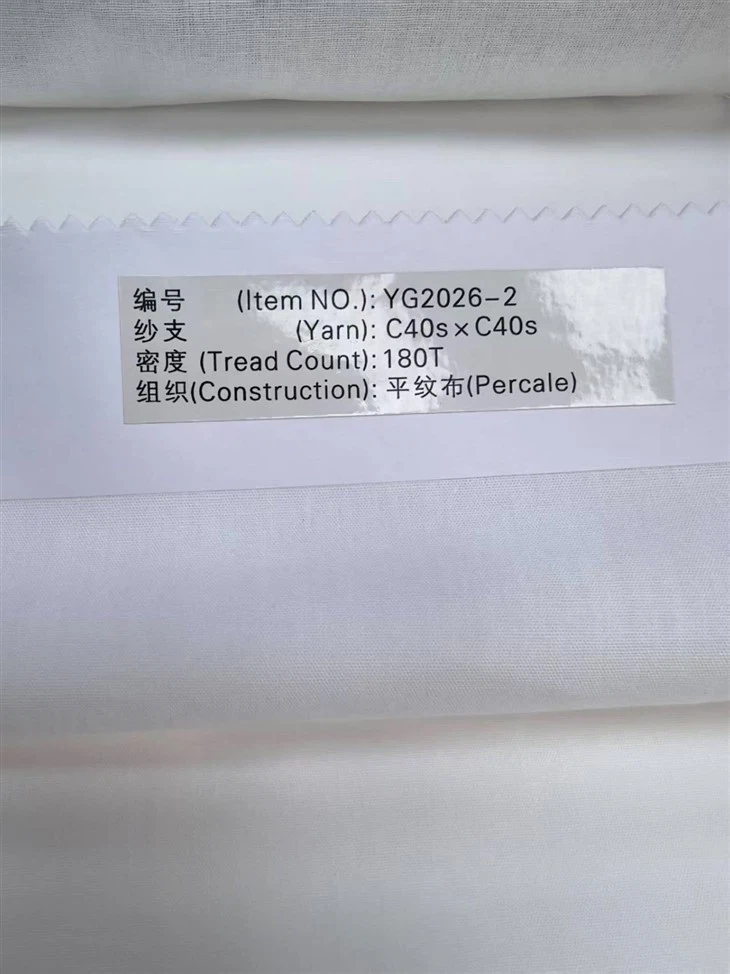 编号 (Item NO.): YG2026-2
纱支 (Yarn): C40s×C40s
密度 (Tread Count): 180T
组织(Construction): 平纹布(Percale)